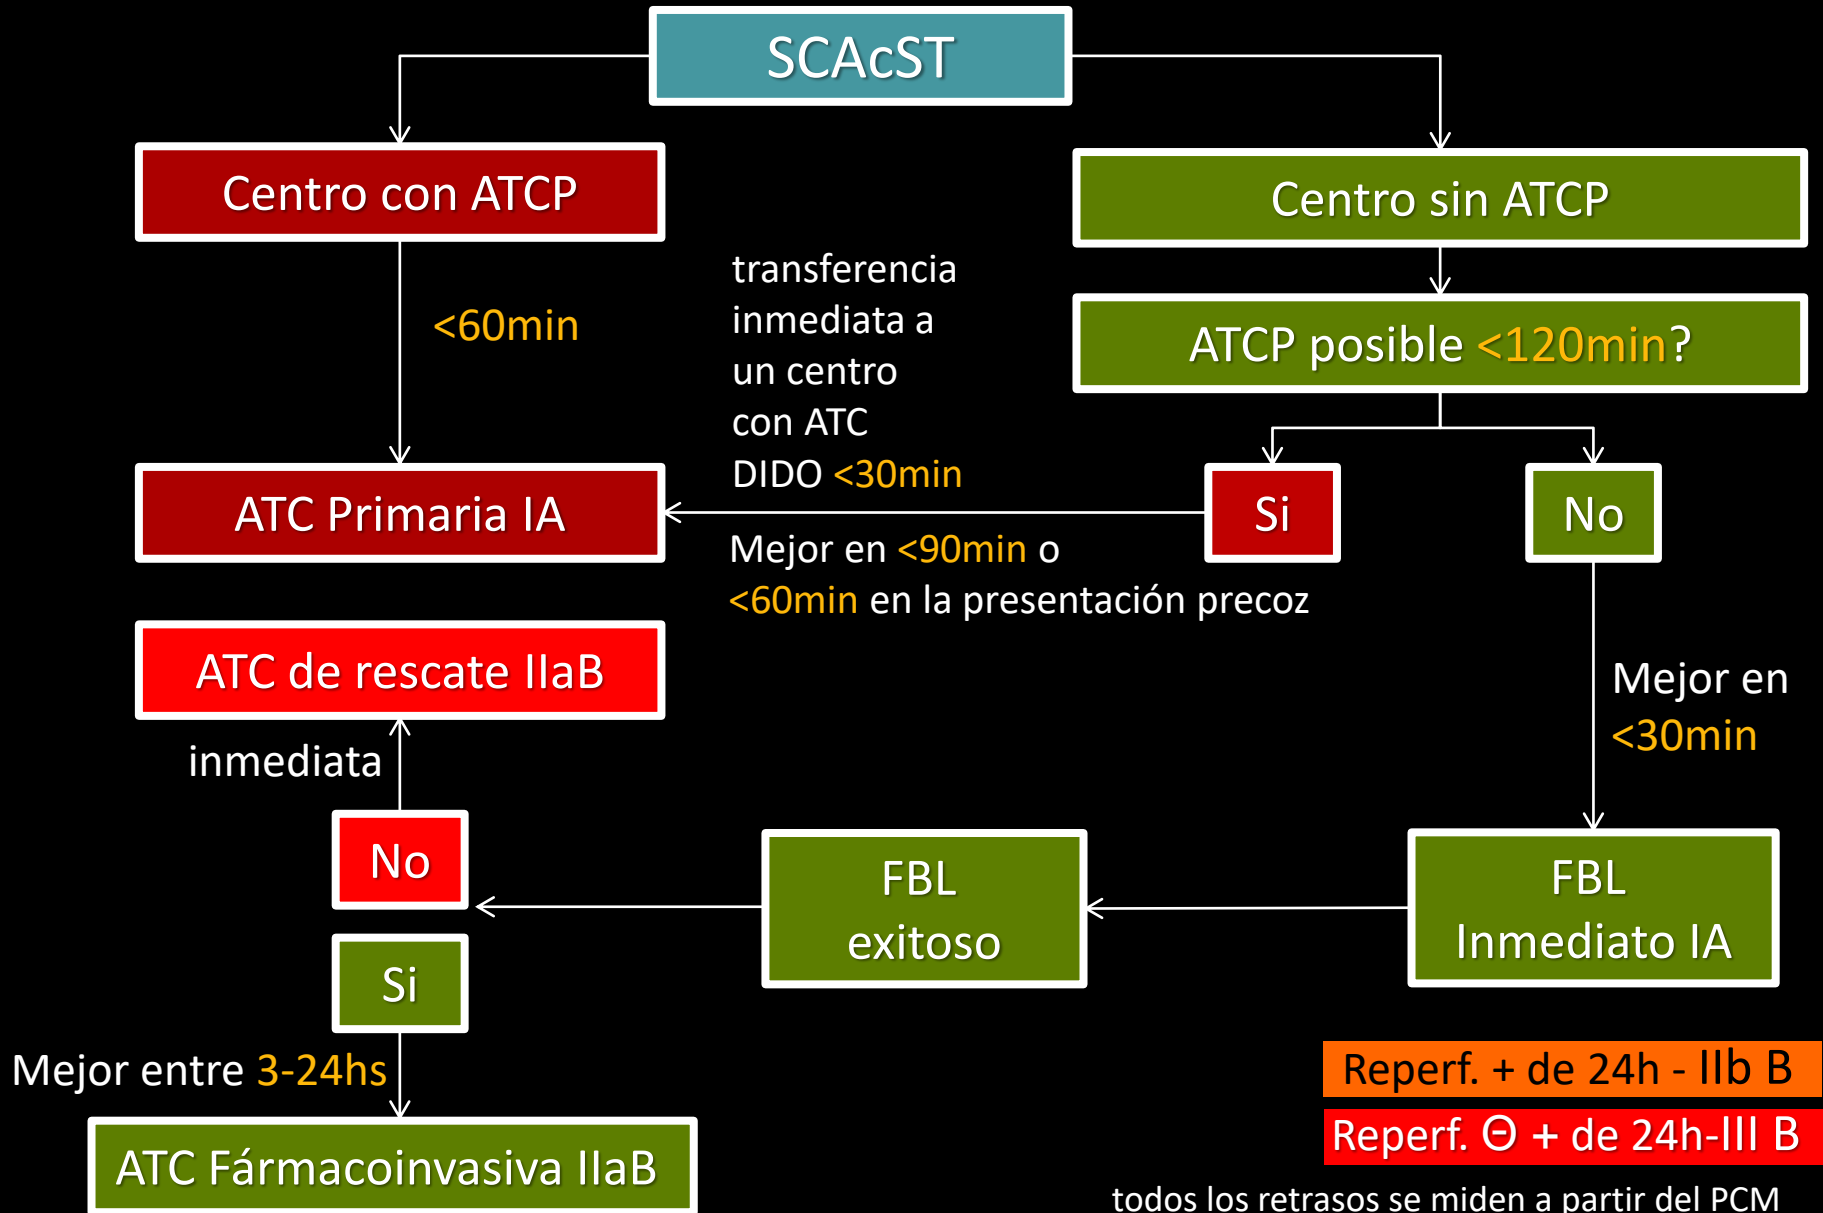 SCAcST
Centro con ATCP
Centro sin ATCP
<60min
transferencia
inmediata a
un centro
con ATC
DIDO <30min
ATCP posible <120min?
ATC Primaria IA
Si
No
Mejor en <90min o
<60min en la presentación precoz
ATC de rescate IIaB
Mejor en
<30min
inmediata
No
FBL
exitoso
FBL
Inmediato IA
Si
Mejor entre 3-24hs
ATC Fármacoinvasiva IIaB
Reperf. + de 24h - IIb B
Reperf. Θ + de 24h-III B
todos los retrasos se miden a partir del PCM